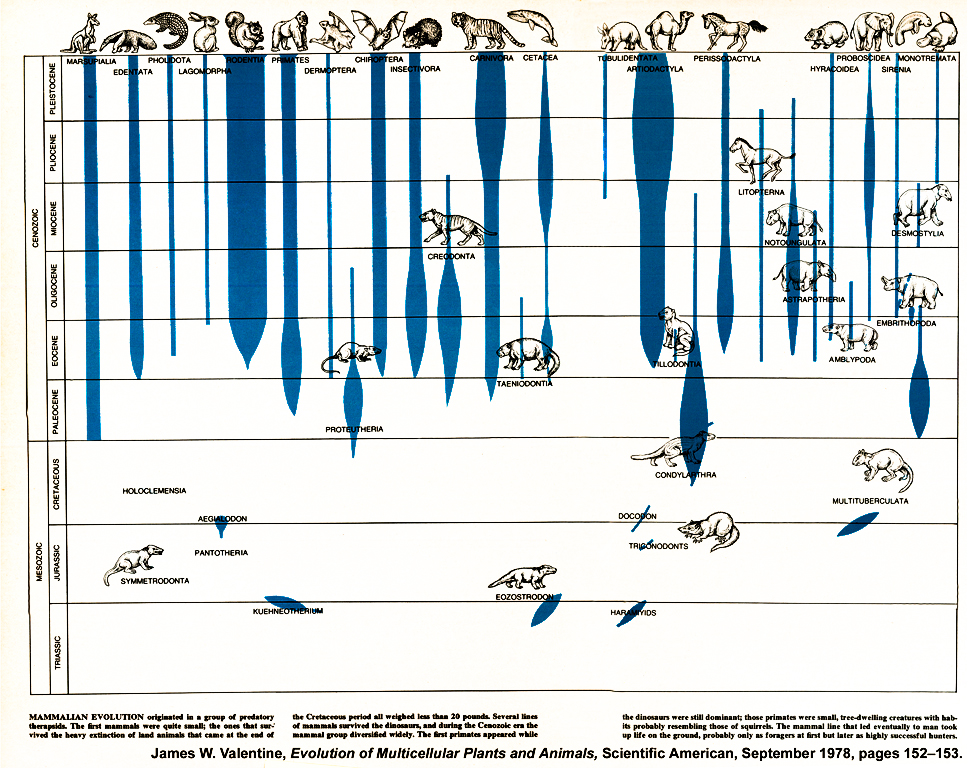 MARSUPIALIA
EDENTATA
PHOLIDOTA
LAGOMORPHA
RODENTIA
PRIMATES
DERMOPTERA
CHIROPTERA
INSECTIVORA
CARNIVORA
CETACEA
TUBULIDENTATA
ARTIODACTYLA
PERISSODACTYLA
HYRACOIDEA
PROBOSCIDEA
SIRENIA
MONOTREMATA
CENOZOIC
PLEISTOCENE
PLIOCENE
MIOCENE
OLIGOCENE
EOCENE
PALEOCENE
MESOZOIC
CRETACEOUS
JURASSIC
TRIASSIC
LITOPTERNA
CREODONTA
NOTOUNGULATA
DESMOSTYLIA
ASTRAPOTHERIA
EMBRITHOPODA
AMBLYPODA
TILLODONTIA
TAENIODONTIA
PROTEUTHERIA
CONDYLARTHRA
HOLOCLEMENSIA
MULTITUBERCULATA
AEGIALODON
DOCODON
TRICONODONTS
PANTOTHERIA
SYMMETRODONTA
EOZOSTRODON
KUEHNEOTHERIUM
HARAMIYIDS
MAMMALIAN EVOLUTION originated in a group of predatory
therapsids. The first mammals were quite small; the ones that sur-
vived the heavy extinction of land animals that came at the end of
the Cretaceous period all weighed less than 20 pounds. Several lines
of mammals survived the dinosaurs, and during the Cenozoic era the
mammal group diversified widely. The first primates appeared while
the dinosaurs were still dominant; those primates were small, tree-dwelling creatures with hab-
its probably resembling those of squirrels. The mammal line that led eventually to man took
up life on the ground, probably only as foragers at first but later as highly successful hunters.
James W. Valentine, Evolution of Multicellular Plants and Animals, Scientific American, September 1978, pages 152–153.